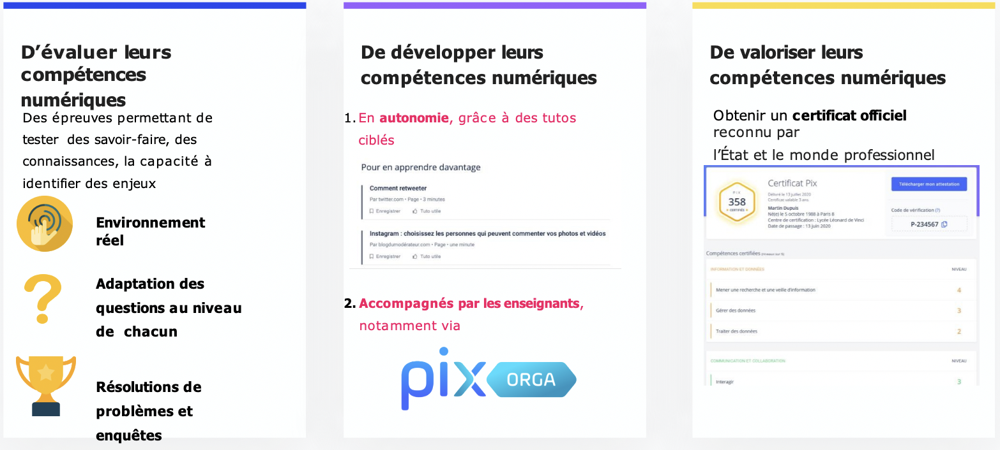 D'évaluer leurs
compétences
numériques
Des épreuves permettant de
tester des savoir-faire, des
connaissances, la capacité à
identifier des enjeux
Environnement
réel
Adaptation des
questions au niveau
de chacun
Résolutions de
problèmes et
enquêtes
De développer leurs
compétences numériques
1. En autonomie, grâce à des tutos
ciblés
Pour en apprendre davantage
Comment retweeter
Par twitter.com • Page • 3 minutes
Enregistrer Tuto utile
Instagram : choisissez les personnes qui peuvent commenter vos photos et vidéos
Par blogdumodérateur.com • Page • une minute
Enregistrer Tuto utile
2. Accompagnés par les enseignants,
notamment via
pix ORGA
De valoriser leurs
compétences numériques
Obtenir un certificat officiel
reconnu par
l'État et le monde professionnel
PIX
358
CERTIFIÉS
Certificat Pix
Délivré le 13 juillet 2020
Certificat valable 3 ans
Martin Dupuis
Né(e) le 5 octobre 1988 à Paris 8
Centre de certification : Lycée Léonard de Vinci
Date de passage : 13 juin 2020
Télécharger mon attestation
Code de vérification (?)
P-234567
Compétences certifiées (niveaux sur 5)
INFORMATION ET DONNÉES NIVEAU
Mener une recherche et une veille d'information 4
Gérer des données 3
Traiter des données 2
COMMUNICATION ET COLLABORATION NIVEAU
Interagir 3